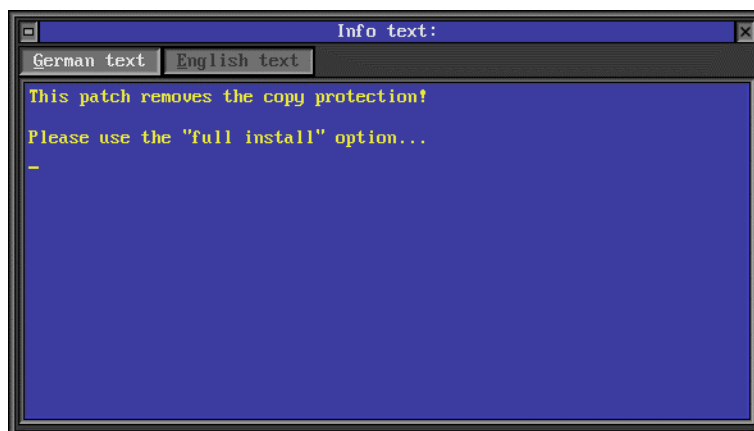 Info text:
German text English text
This patch removes the copy protection!
Please use the "full install" option...